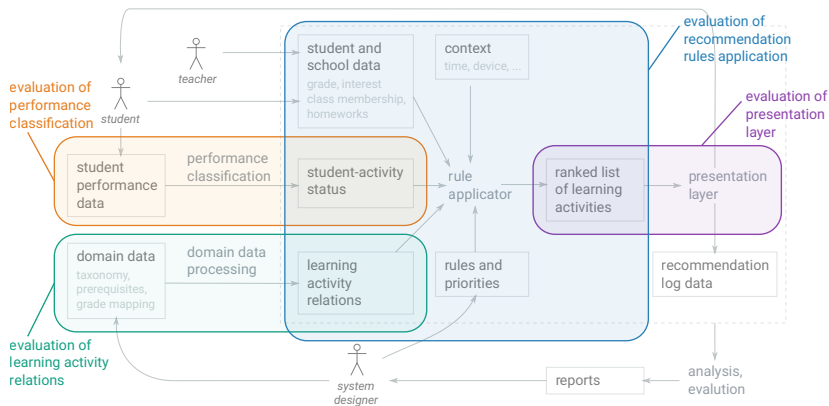 evaluation of
recommendation
rules application
student and
school data
grade, interest
class membership,
homeworks
context
time, device, ...
teacher
student
evaluation of
performance
classification
evaluation of
presentation
layer
student
performance
data
performance
classification
student-activity
status
rule
applicator
ranked list
of learning
activities
presentation
layer
domain data
taxonomy,
prerequisites,
grade mapping
domain data
processing
learning
activity
relations
rules and
priorities
recommendation
log data
evaluation of
learning activity
relations
system
designer
reports
analysis,
evalution